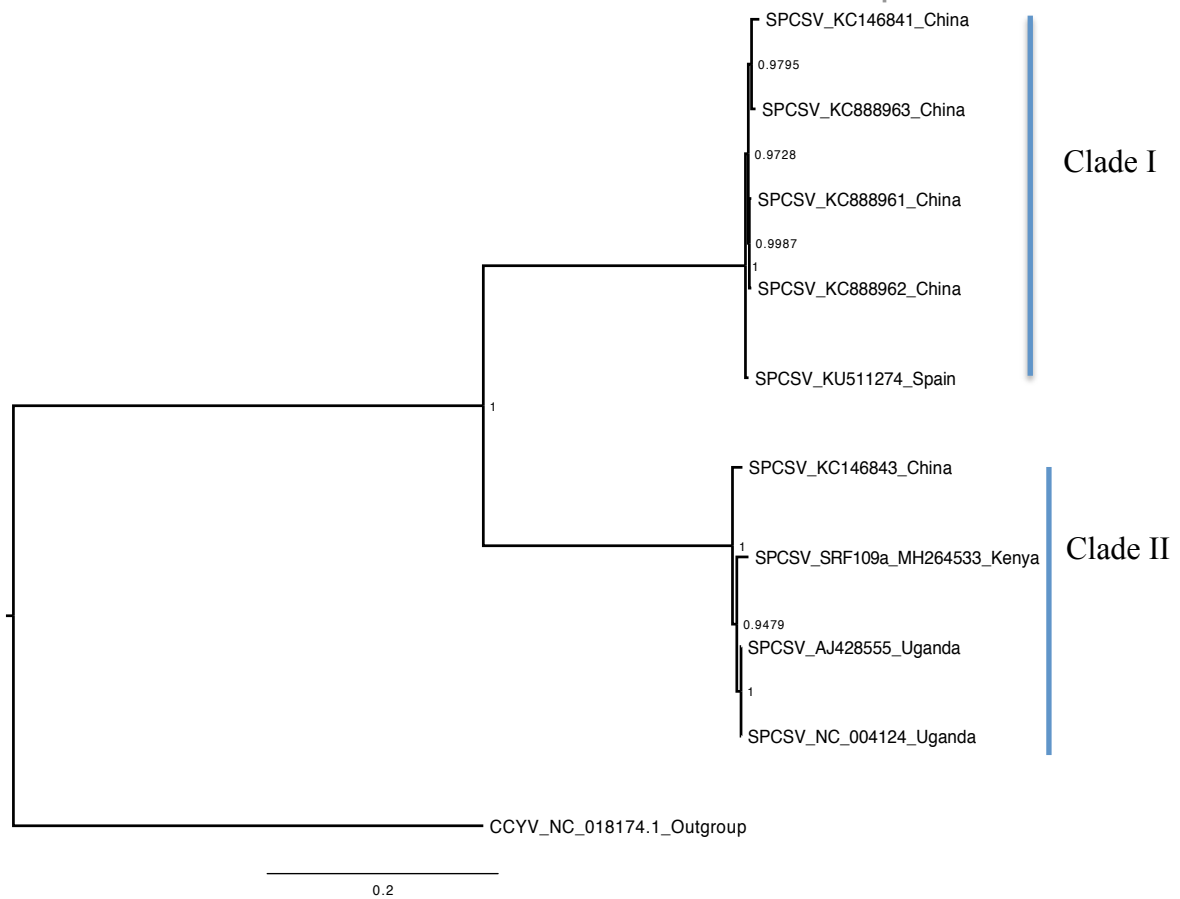 SPCSV_KC146841_China
0.9795
SPCSV_KC888963_China
Clade I
0.9728
SPCSV_KC888961_China
0.9987
1
SPCSV_KC888962_China
SPCSV_KU511274_Spain
1
SPCSV_KC146843_China
1
Clade II
SPCSV_SRF109a_MH264533_Kenya
0.9479
SPCSV_AJ428555_Uganda
1
SPCSV_NC_004124_Uganda
CCYV_NC_018174.1_Outgroup
0.2